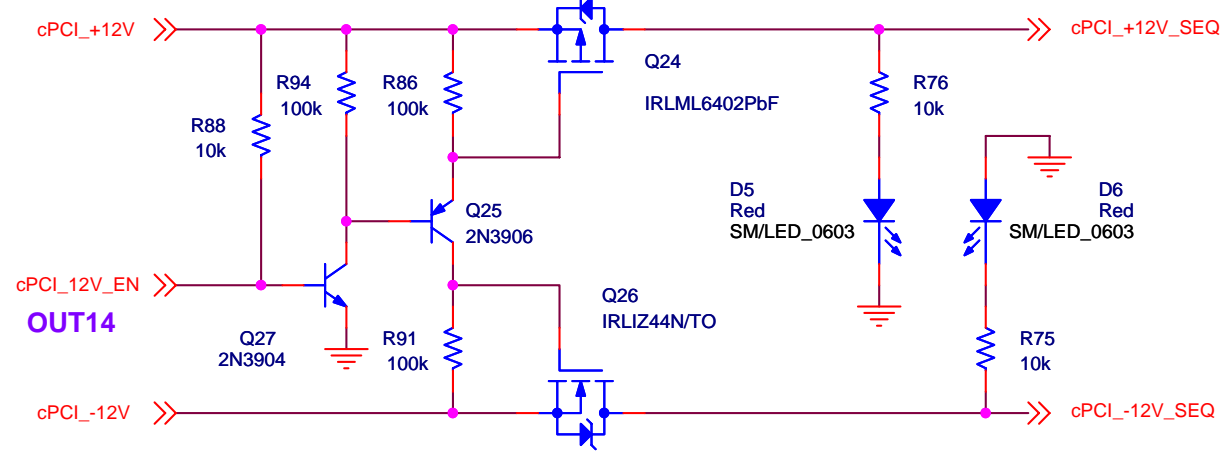 cPCI_+12V
cPCI_+12V_SEQ
Q24
IRLML6402PbF
R94
100k
R86
100k
R76
10k
R88
10k
D5
Red
SM/LED_0603
D6
Red
SM/LED_0603
Q25
2N3906
cPCI_12V_EN
OUT14
Q26
IRLIZ44N/TO
Q27
2N3904
R91
100k
R75
10k
cPCI_-12V
cPCI_-12V_SEQ